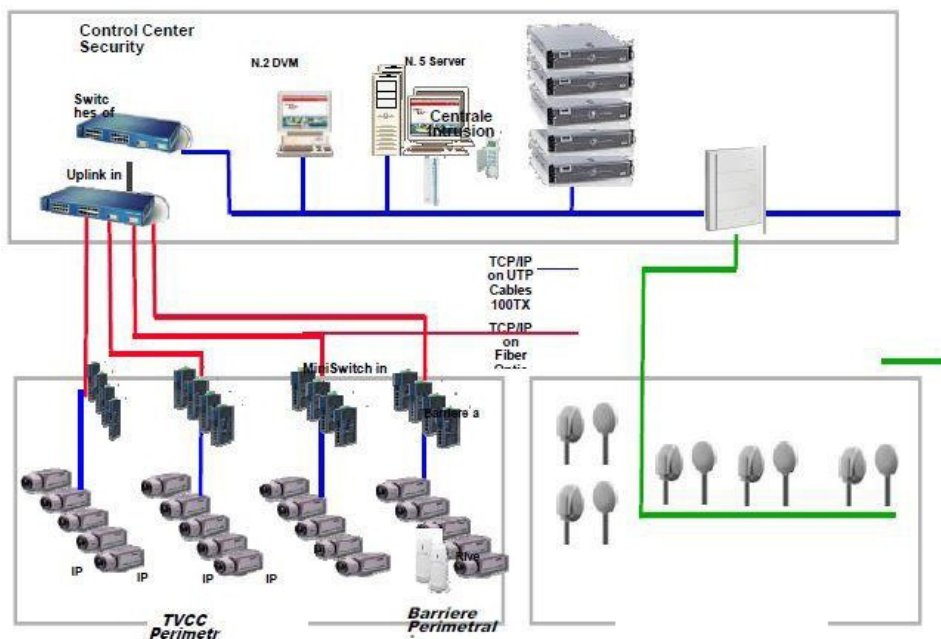 Control Center
Security
N.2 DVM
N. 5 Server
Switc
hes of
Centrale
Intrusion
Uplink in
TCP/IP
on UTP
Cables
100TX
TCP/IP
on
Fiber
MiniSwitch in
Barriere a
Rive
IP
IP
IP
IP
TVCC
Perimetr
Barriere
Perimetral